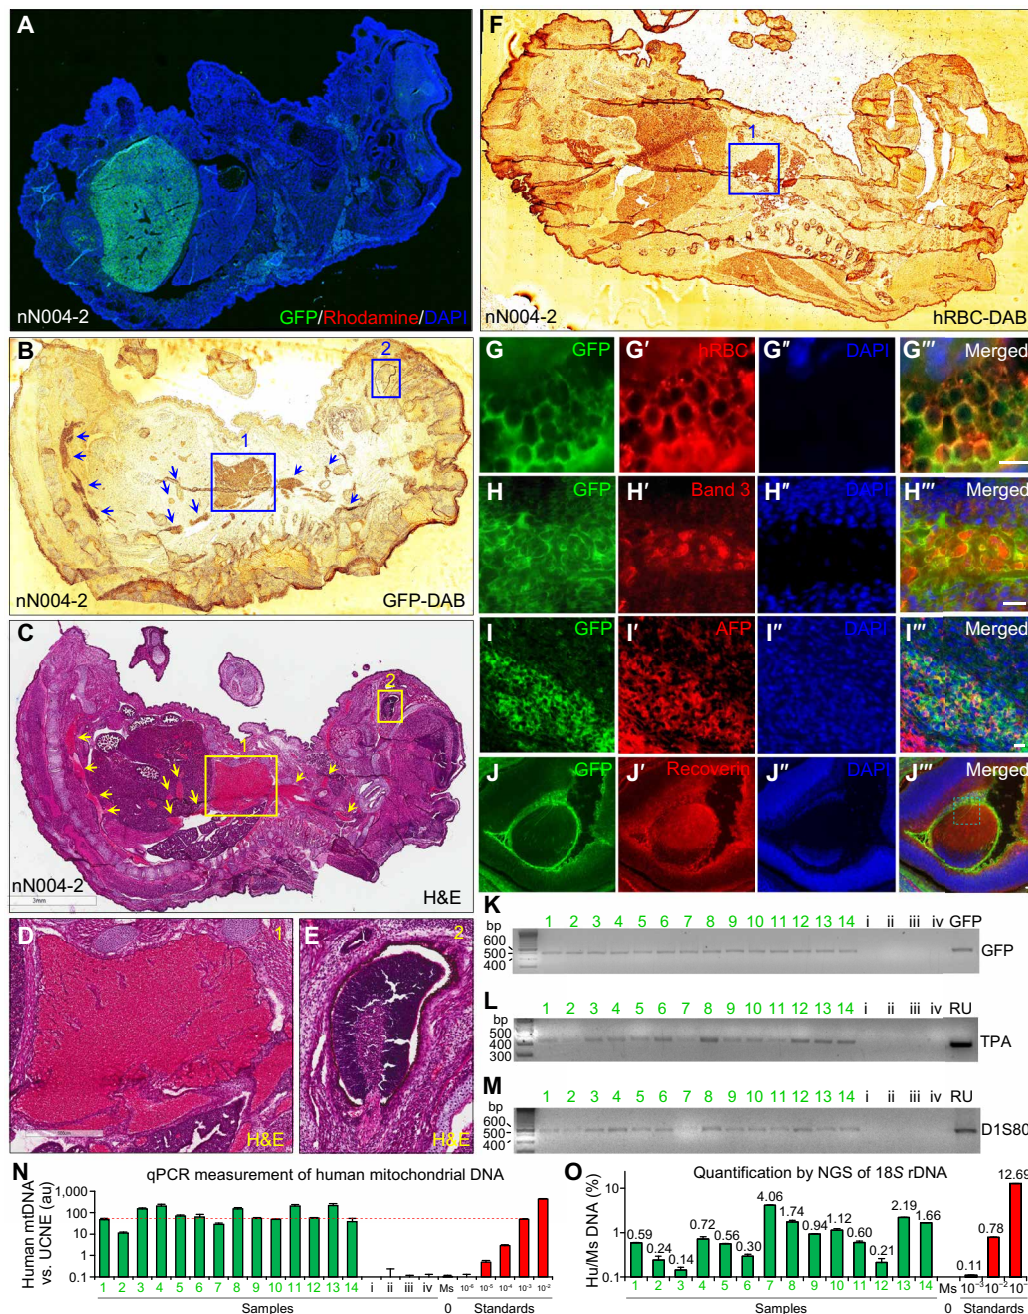 A
nN004-2
GFP/Rhodamine/DAPI
B
2
1
nN004-2
GFP-DAB
C
2
1
nN004-2
3mm
H&E
D
1
H&E
E
2
H&E
F
1
nN004-2
hRBC-DAB
G GFP G′ hRBC G″ DAPI G‴ Merged
H GFP H′ Band 3 H″ DAPI H‴ Merged
I GFP I′ AFP I″ DAPI I‴ Merged
J GFP J′ Recoverin J″ DAPI J‴ Merged
K
bp 1 2 3 4 5 6 7 8 9 10 11 12 13 14 i ii iii iv GFP
600
500
400
GFP
L
bp 1 2 3 4 5 6 7 8 9 10 11 12 13 14 i ii iii iv RU
500
400
300
TPA
M
bp 1 2 3 4 5 6 7 8 9 10 11 12 13 14 i ii iii iv RU
600
500
400
D1S80
N
qPCR measurement of human mitochondrial DNA
Human mtDNA vs. UCNE (au)
1,000
100
10
1
0.1
1 2 3 4 5 6 7 8 9 10 11 12 13 14 i ii iii iv Ms 10⁻⁶ 10⁻⁵ 10⁻⁴ 10⁻³ 10⁻²
Samples 0 Standards
O
Quantification by NGS of 18S rDNA
Hu/Ms DNA (%)
10
1
0.1
0.59 0.24 0.14 0.72 0.56 0.30 4.06 1.74 0.94 1.12 0.60 0.21 2.19 1.66 0.11 0.78 12.69
1 2 3 4 5 6 7 8 9 10 11 12 13 14 Ms 10⁻³ 10⁻² 10⁻
Samples 0 Standards